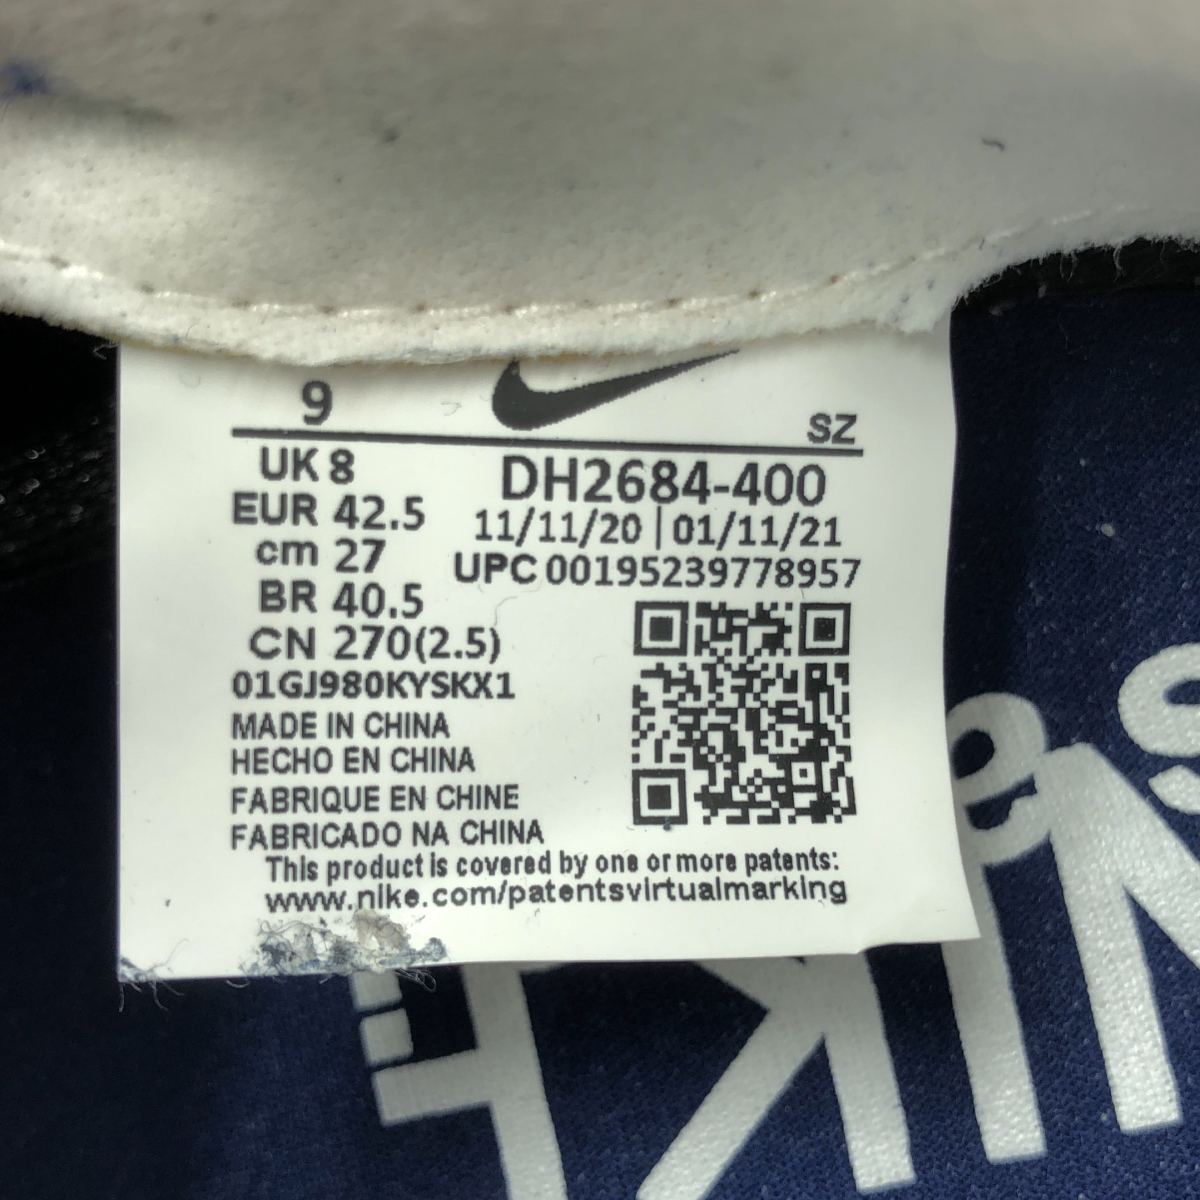 9
SZ
UK 8
EUR 42.5
cm 27
BR 40.5
CN 270(2.5)
01GJ980KYSKX1
DH2684-400
11/11/20 | 01/11/21
UPC 00195239778957
MADE IN CHINA
HECHO EN CHINA
FABRIQUE EN CHINE
FABRICADO NA CHINA
This product is covered by one or more patents:
www.nike.com/patentsvirtualmarking
NIKE